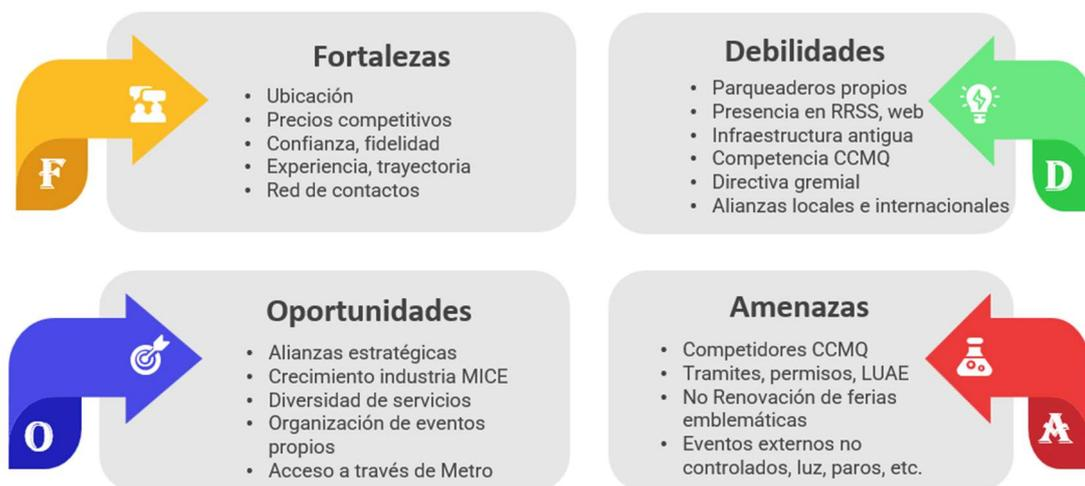 Fortalezas
• Ubicación
• Precios competitivos
• Confianza, fidelidad
• Experiencia, trayectoria
• Red de contactos
F
Debilidades
• Parqueaderos propios
• Presencia en RRSS, web
• Infraestructura antigua
• Competencia CCMQ
• Directiva gremial
• Alianzas locales e internacionales
D
Oportunidades
• Alianzas estratégicas
• Crecimiento industria MICE
• Diversidad de servicios
• Organización de eventos
propios
• Acceso a través de Metro
O
Amenazas
• Competidores CCMQ
• Tramites, permisos, LUAE
• No Renovación de ferias
emblemáticas
• Eventos externos no
controlados, luz, paros, etc.
A